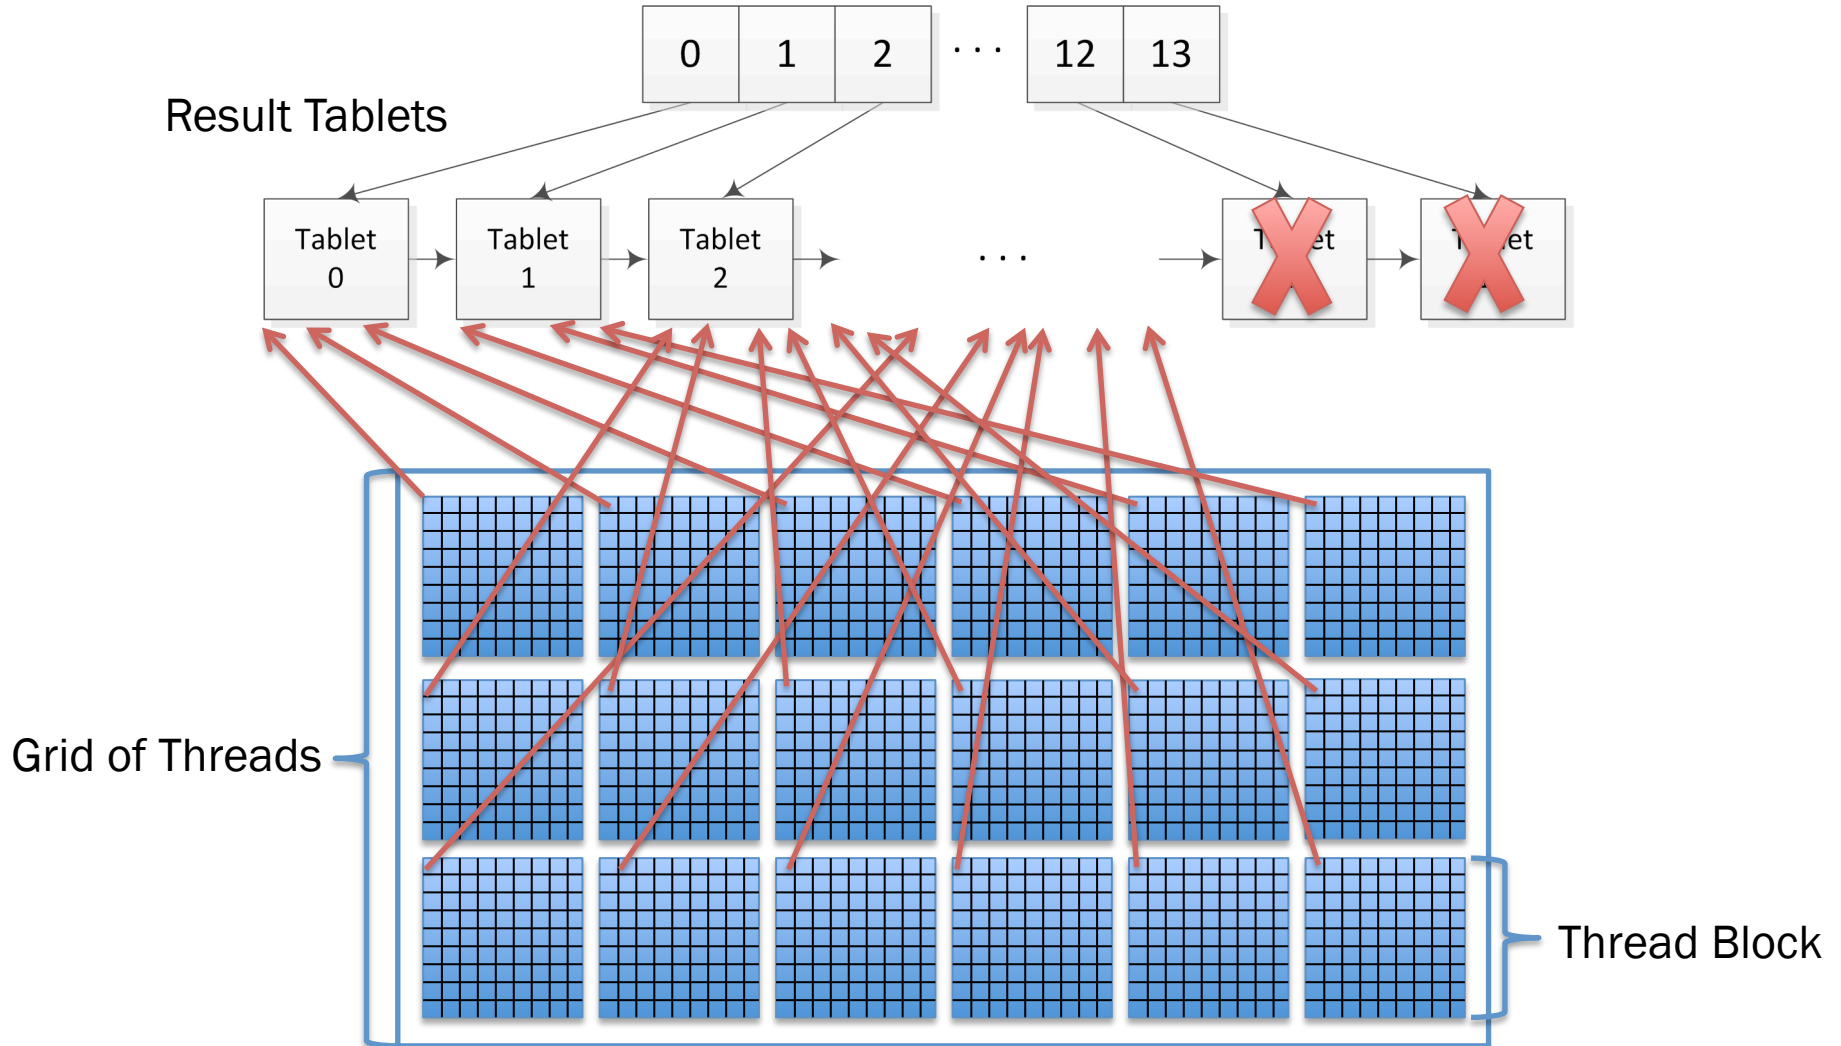 0 1 2 · · · 12 13
Result Tablets
Tablet
0
Tablet
1
Tablet
2
· · ·
Grid of Threads
Thread Block